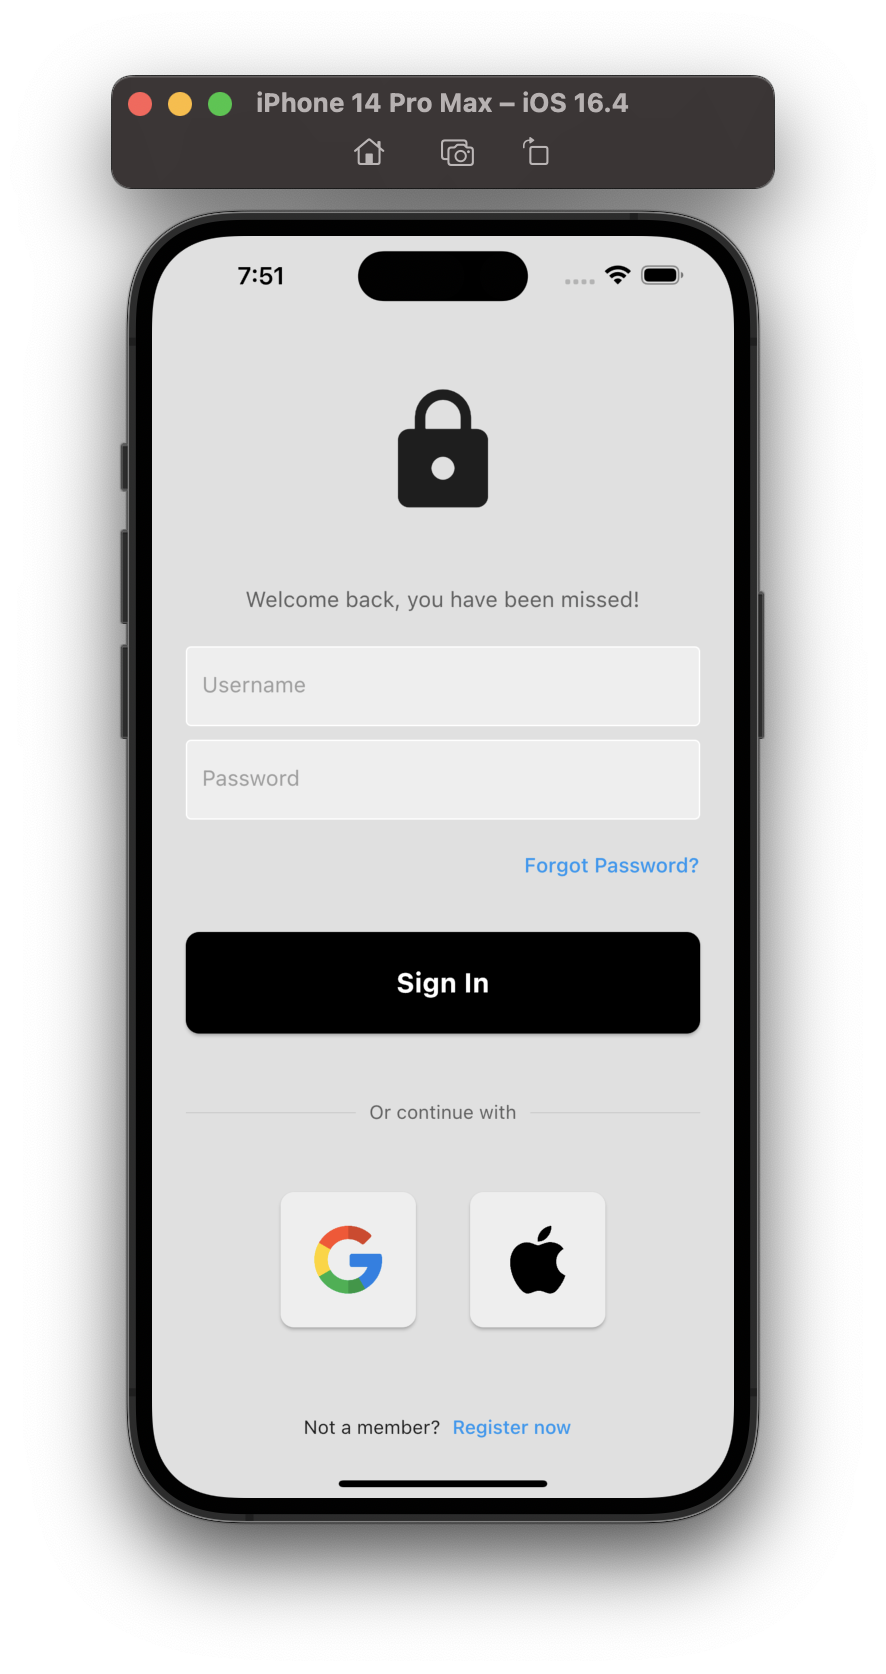 iPhone 14 Pro Max – iOS 16.4
7:51
Welcome back, you have been missed!
Username
Password
Forgot Password?
Sign In
Or continue with
Not a member? Register now